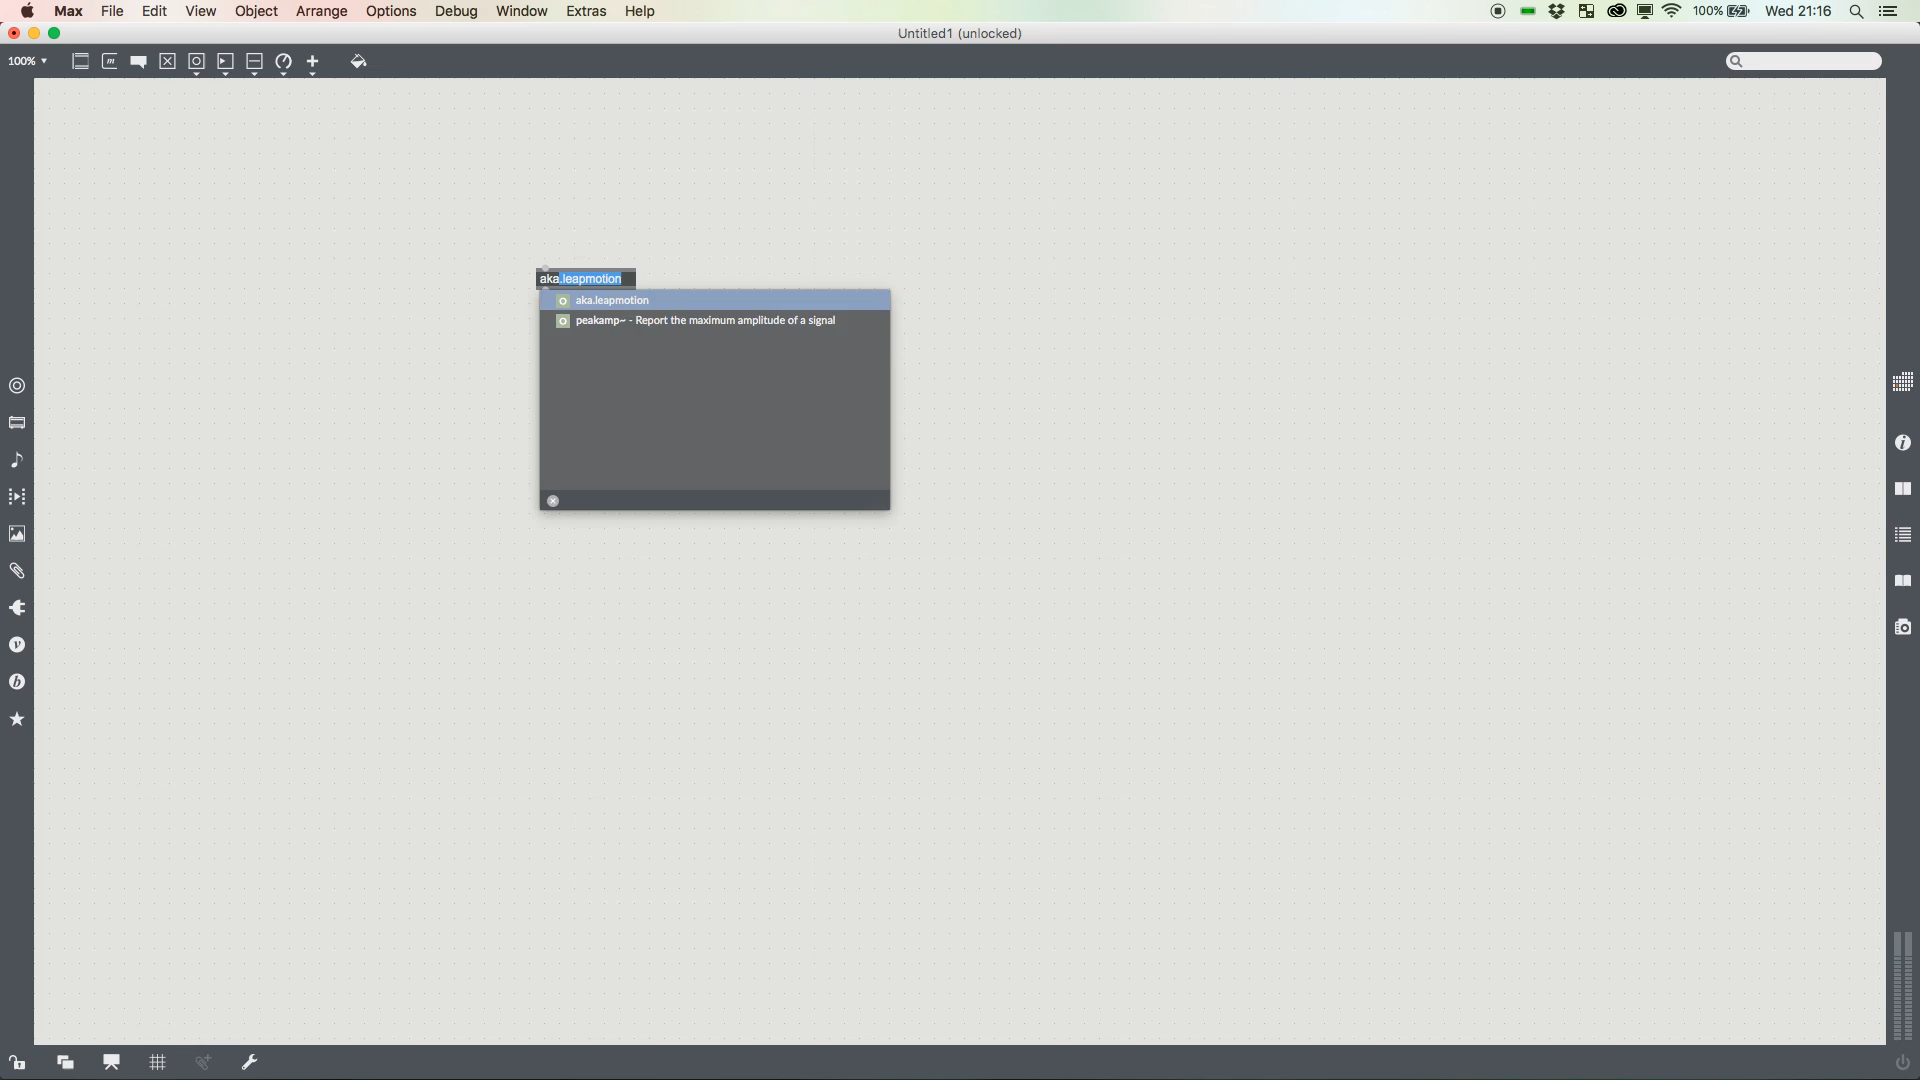 Max File Edit View Object Arrange Options Debug Window Extras Help 100% Wed 21:16
Untitled1 (unlocked)
100%
aka.leapmotion
aka.leapmotion
peakamp~ - Report the maximum amplitude of a signal